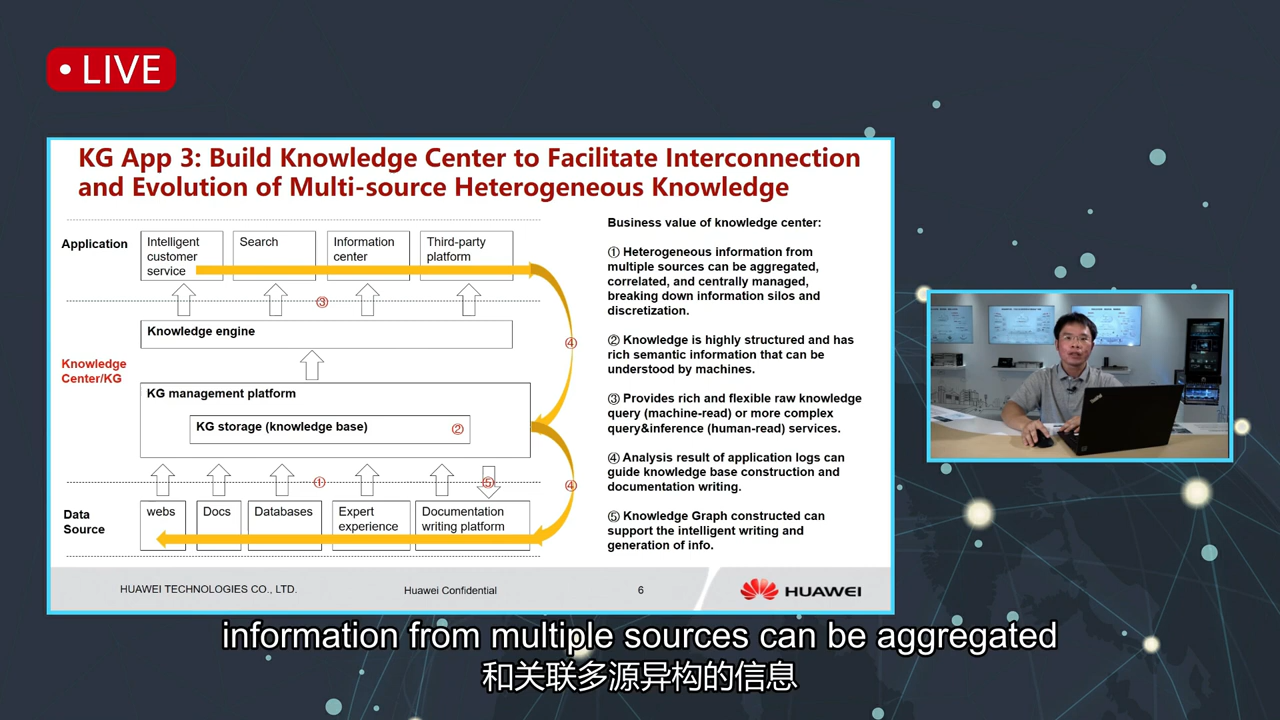 • LIVE
KG App 3: Build Knowledge Center to Facilitate Interconnection
and Evolution of Multi-source Heterogeneous Knowledge
Application
Intelligent
customer
service
Search
Information
center
Third-party
platform
③
④
Knowledge engine
Knowledge
Center/KG
KG management platform
KG storage (knowledge base)
②
①
⑤
④
Data
Source
webs
Docs
Databases
Expert
experience
Documentation
writing platform
Business value of knowledge center:
① Heterogeneous information from
multiple sources can be aggregated,
correlated, and centrally managed,
breaking down information silos and
discretization.
② Knowledge is highly structured and has
rich semantic information that can be
understood by machines.
③ Provides rich and flexible raw knowledge
query (machine-read) or more complex
query&inference (human-read) services.
④ Analysis result of application logs can
guide knowledge base construction and
documentation writing.
⑤ Knowledge Graph constructed can
support the intelligent writing and
generation of info.
HUAWEI TECHNOLOGIES CO., LTD.
Huawei Confidential
6
HUAWEI
ThinkPad
information from multiple sources can be aggregated
和关联多源异构的信息